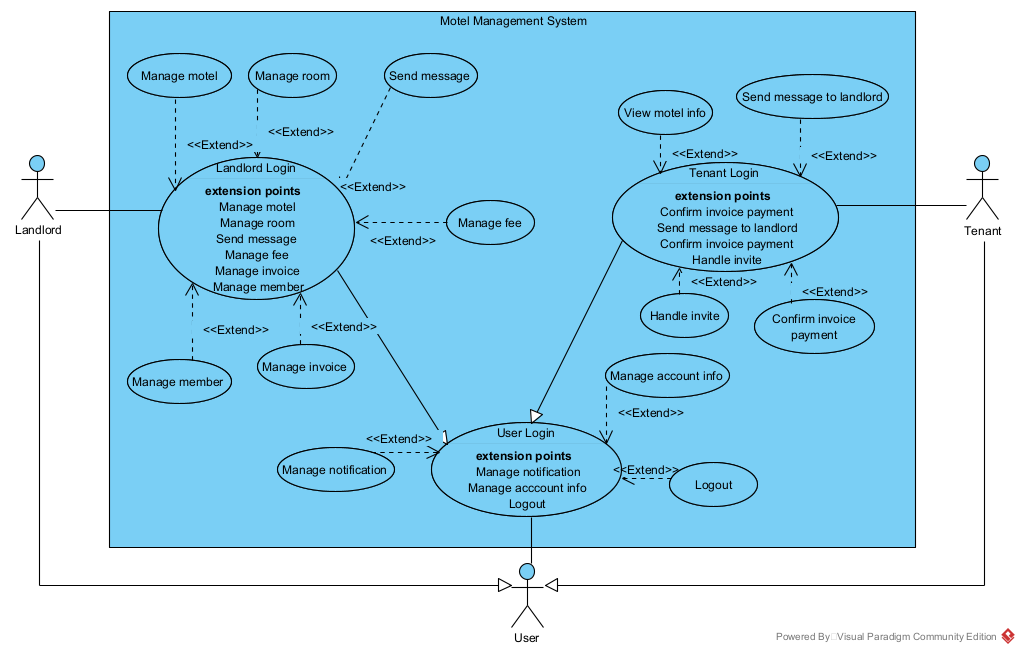 Motel Management System
Manage motel
Manage room
Send message
View motel info
Send message to landlord
<<Extend>>
<<Extend>>
<<Extend>>
<<Extend>>
<<Extend>>
Landlord Login
extension points
Manage motel
Manage room
Send message
Manage fee
Manage invoice
Manage member
Manage fee
<<Extend>>
Tenant Login
extension points
Confirm invoice payment
Send message to landlord
Confirm invoice payment
Handle invite
Landlord
Tenant
<<Extend>>
<<Extend>>
Handle invite
Confirm invoice
payment
<<Extend>>
<<Extend>>
Manage member
Manage invoice
Manage account info
<<Extend>>
<<Extend>>
Manage notification
User Login
extension points
Manage notification
Manage acccount info
Logout
<<Extend>>
Logout
User
Powered By Visual Paradigm Community Edition